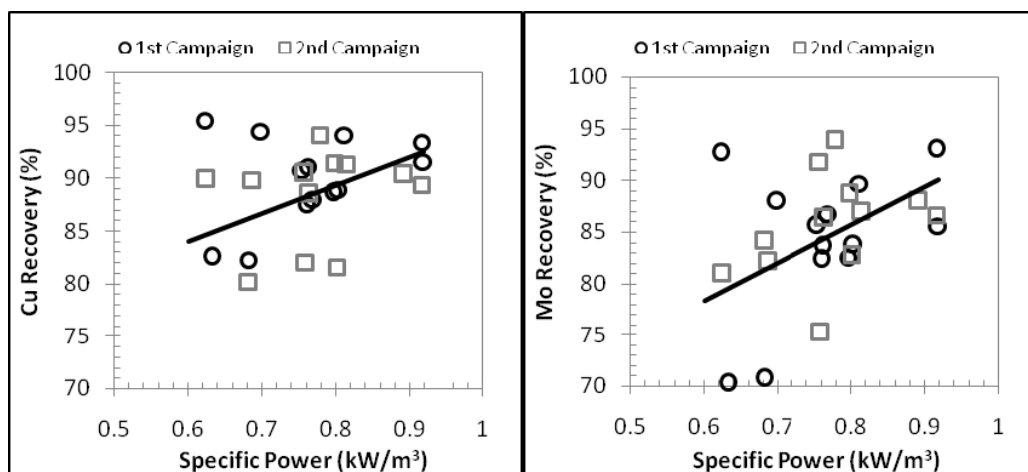 1st Campaign 2nd Campaign
100
95
90
85
80
75
70
Cu Recovery (%)
0.5 0.6 0.7 0.8 0.9 1
Specific Power (kW/m³)
1st Campaign 2nd Campaign
100
95
90
85
80
75
70
Mo Recovery (%)
0.5 0.6 0.7 0.8 0.9 1
Specific Power (kW/m³)